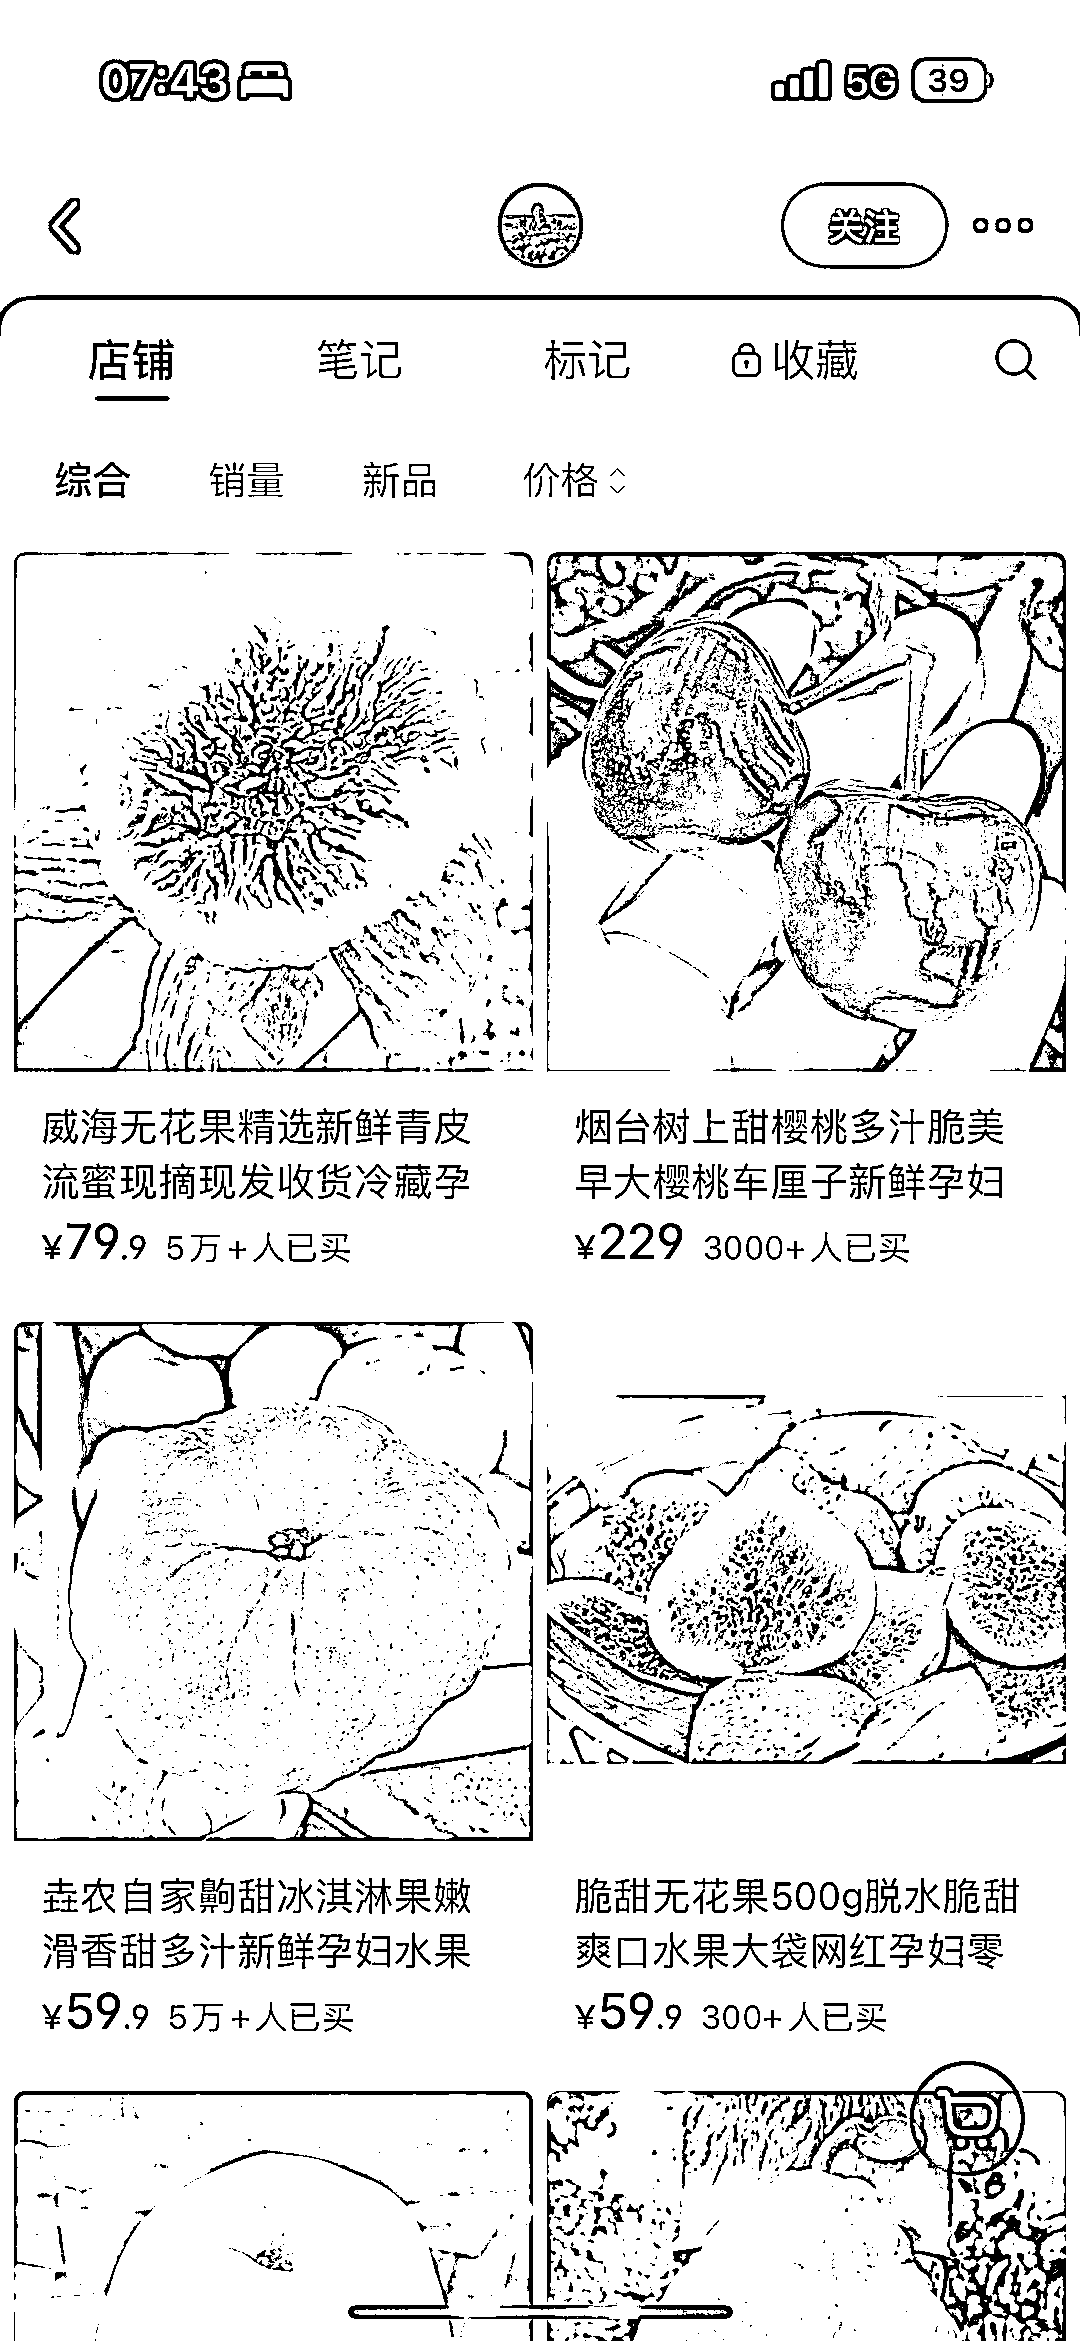 07:43 5G 39
关注
店铺 笔记 标记 收藏
综合 销量 新品 价格
威海无花果精选新鲜青皮
流蜜现摘现发收货冷藏孕
¥79.9 5万+人已买
烟台树上甜樱桃多汁脆美
早大樱桃车厘子新鲜孕妇
¥229 3000+人已买
农自家 甜冰淇淋果嫩
滑香甜多汁新鲜孕妇水果
¥59.9 5万+人已买
脆甜无花果500g脱水脆甜
爽口水果大袋网红孕妇零
¥59.9 300+人已买